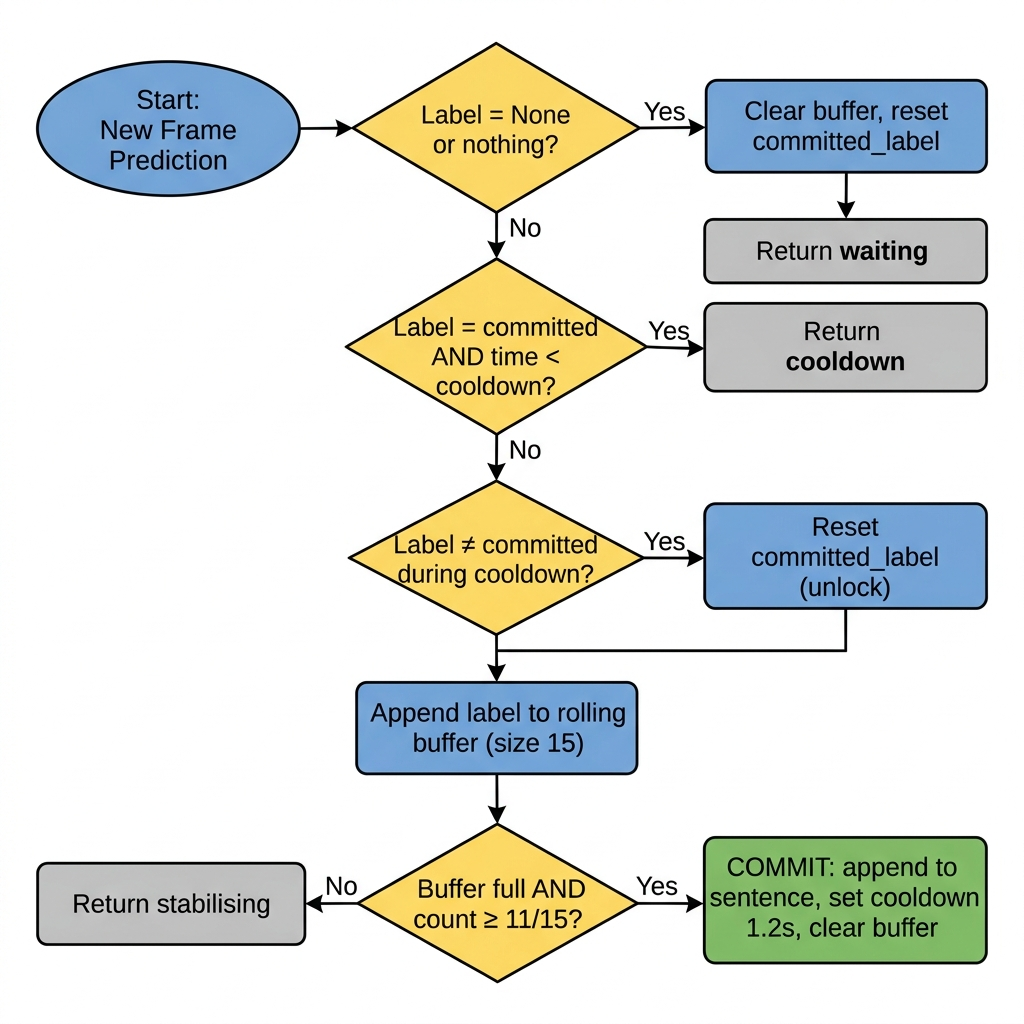 Start:
New Frame
Prediction
Label = None
or nothing?
Yes
Clear buffer, reset
committed_label
No
Return waiting
Label = committed
AND time <
cooldown?
Yes
Return
cooldown
No
Label ≠ committed
during cooldown?
Yes
Reset
committed_label
(unlock)
Append label to rolling
buffer (size 15)
Buffer full AND
count ≥ 11/15?
No
Return stabilising
Yes
COMMIT: append to
sentence, set cooldown
1.2s, clear buffer